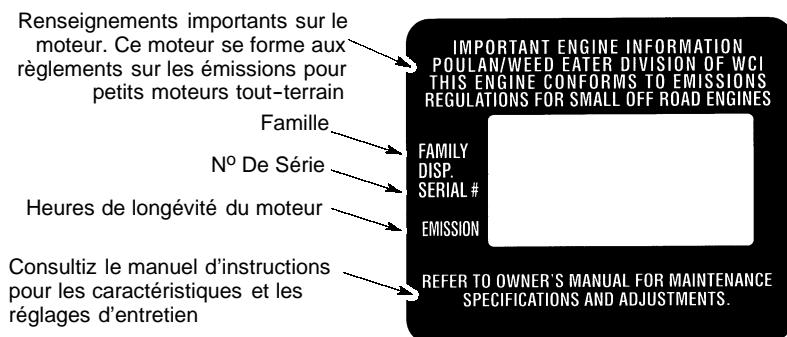 Renseignements importants sur le
moteur. Ce moteur se forme aux
règlements sur les émissions pour
petits moteurs tout-terrain
Famille
Nº De Série
Heures de longévité du moteur
Consultiz le manuel d'instructions
pour les caractéristiques et les
réglages d'entretien
IMPORTANT ENGINE INFORMATION
POULAN/WEED EATER DIVISION OF WCI
THIS ENGINE CONFORMS TO EMISSIONS
REGULATIONS FOR SMALL OFF ROAD ENGINES
FAMILY
DISP.
SERIAL #
EMISSION
REFER TO OWNER'S MANUAL FOR MAINTENANCE
SPECIFICATIONS AND ADJUSTMENTS.